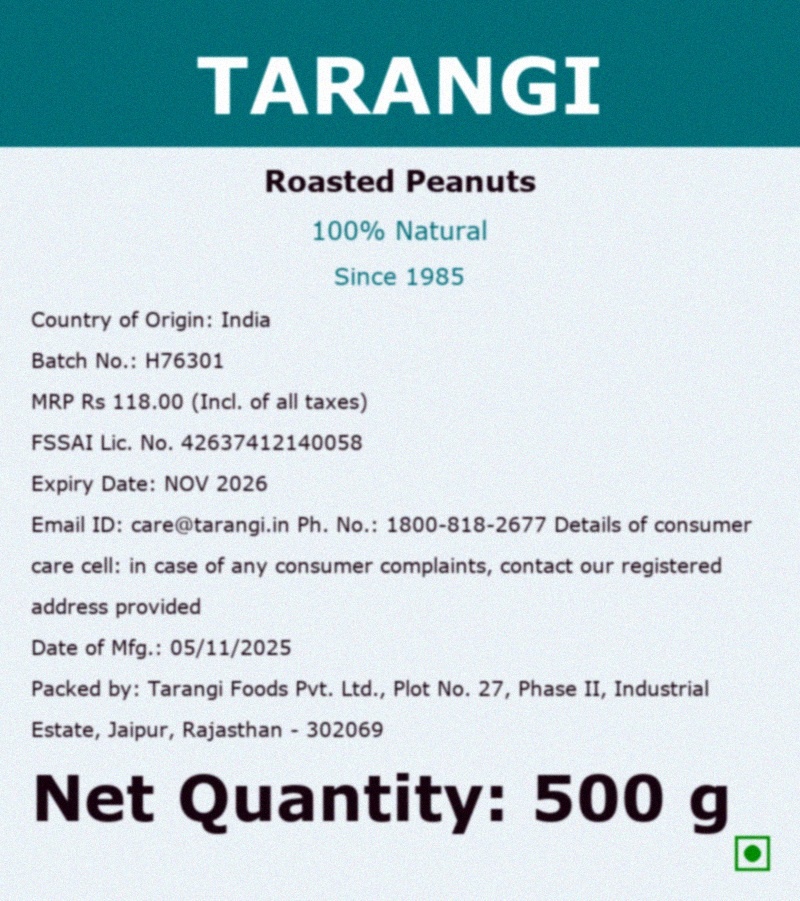 TARANGI
Roasted Peanuts
100% Natural
Since 1985
Country of Origin: India
Batch No.: H76301
MRP Rs 118.00 (Incl. of all taxes)
FSSAI Lic. No. 42637412140058
Expiry Date: NOV 2026
Email ID: care@tarangi.in Ph. No.: 1800-818-2677 Details of consumer
care cell: in case of any consumer complaints, contact our registered
address provided
Date of Mfg.: 05/11/2025
Packed by: Tarangi Foods Pvt. Ltd., Plot No. 27, Phase II, Industrial
Estate, Jaipur, Rajasthan - 302069
Net Quantity: 500 g